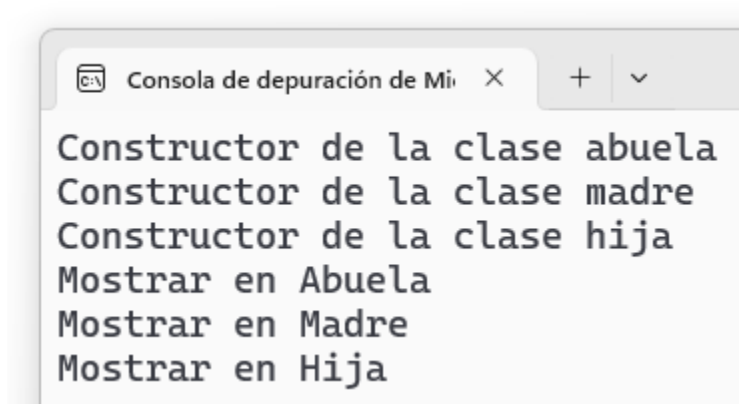 Consola de depuración de Mi
Constructor de la clase abuela
Constructor de la clase madre
Constructor de la clase hija
Mostrar en Abuela
Mostrar en Madre
Mostrar en Hija